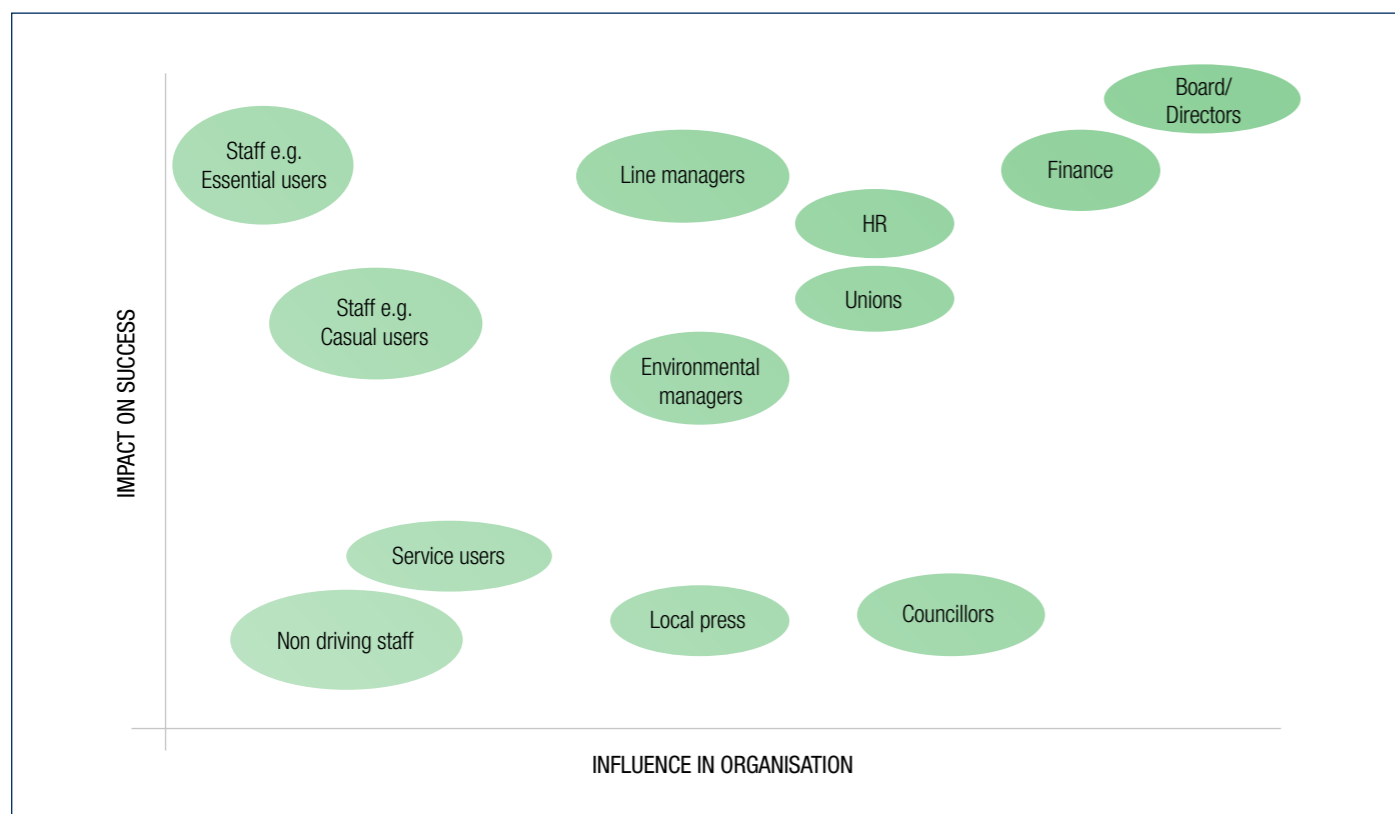 Board/
Directors
Staff e.g.
Essential users
Line managers
Finance
HR
Unions
Staff e.g.
Casual users
Environmental
managers
IMPACT ON SUCCESS
Service users
Non driving staff
Local press
Councillors
INFLUENCE IN ORGANISATION